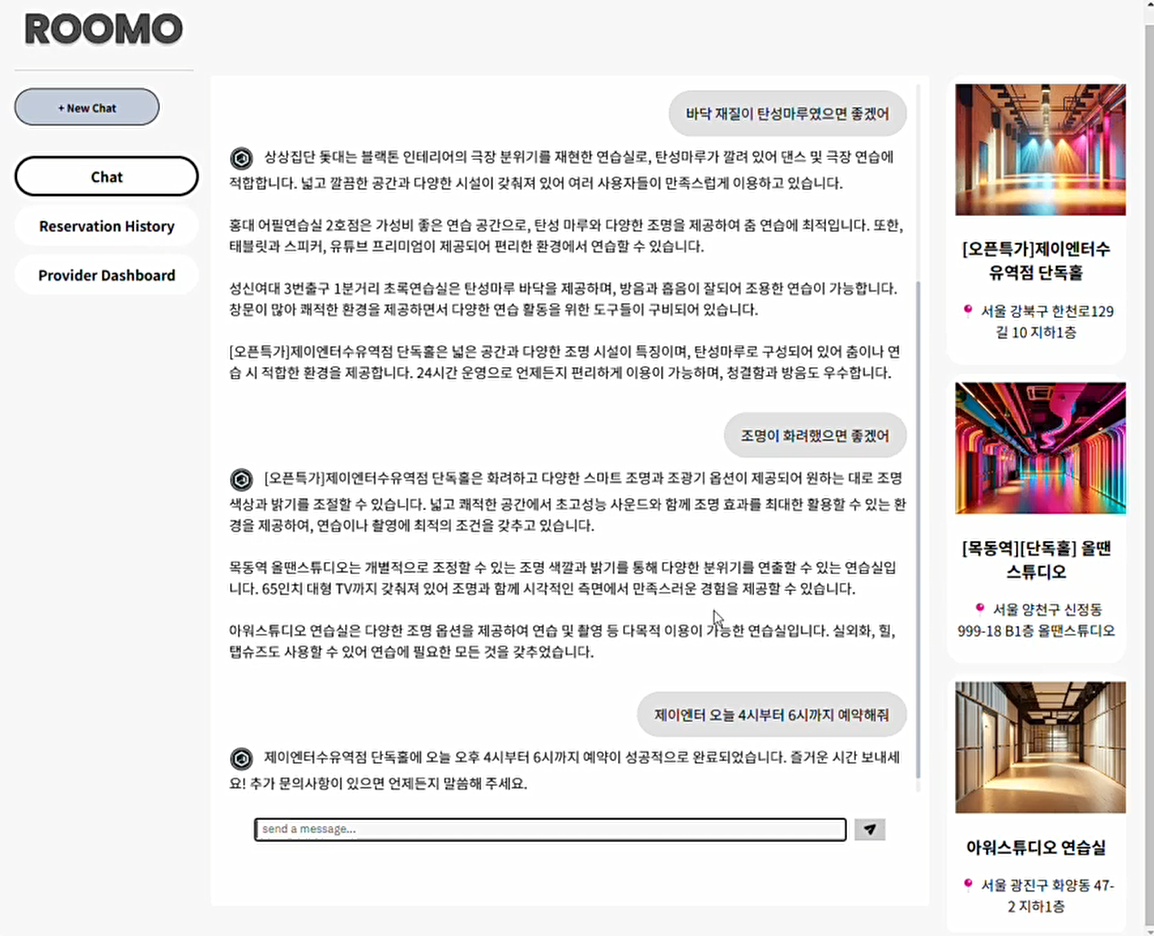 ROOMO
+ New Chat
Chat
Reservation History
Provider Dashboard
바닥 재질이 탄성마루였으면 좋겠어
상상집단 돛대는 블랙톤 인테리어의 극장 분위기를 재현한 연습실로, 탄성마루가 깔려 있어 댄스 및 극장 연습에
적합합니다. 넓고 깔끔한 공간과 다양한 시설이 갖춰져 있어 여러 사용자들이 만족스럽게 이용하고 있습니다.
홍대 어필연습실 2호점은 가성비 좋은 연습 공간으로, 탄성 마루와 다양한 조명을 제공하여 춤 연습에 최적입니다. 또한,
태블릿과 스피커, 유튜브 프리미엄이 제공되어 편리한 환경에서 연습할 수 있습니다.
성신여대 3번출구 1분거리 초록연습실은 탄성마루 바닥을 제공하며, 방음과 흡음이 잘되어 조용한 연습이 가능합니다.
창문이 많아 쾌적한 환경을 제공하면서 다양한 연습 활동을 위한 도구들이 구비되어 있습니다.
[오픈특가]제이엔터수유역점 단독홀은 넓은 공간과 다양한 조명 시설이 특징이며, 탄성마루로 구성되어 있어 춤이나 연
습 시 적합한 환경을 제공합니다. 24시간 운영으로 언제든지 편리하게 이용이 가능하며, 청결함과 방음도 우수합니다.
조명이 화려했으면 좋겠어
[오픈특가]제이엔터수유역점 단독홀은 화려하고 다양한 스마트 조명과 조광기 옵션이 제공되어 원하는 대로 조명
색상과 밝기를 조절할 수 있습니다. 넓고 쾌적한 공간에서 초고성능 사운드와 함께 조명 효과를 최대한 활용할 수 있는 환
경을 제공하여, 연습이나 촬영에 최적의 조건을 갖추고 있습니다.
목동역 올땐스튜디오는 개별적으로 조정할 수 있는 조명 색깔과 밝기를 통해 다양한 분위기를 연출할 수 있는 연습실입
니다. 65인치 대형 TV까지 갖춰져 있어 조명과 함께 시각적인 측면에서 만족스러운 경험을 제공할 수 있습니다.
아워스튜디오 연습실은 다양한 조명 옵션을 제공하여 연습 및 촬영 등 다목적 이용이 가능한 연습실입니다. 실외화, 힐,
탭슈즈도 사용할 수 있어 연습에 필요한 모든 것을 갖추었습니다.
제이엔터 오늘 4시부터 6시까지 예약해줘
제이엔터수유역점 단독홀에 오늘 오후 4시부터 6시까지 예약이 성공적으로 완료되었습니다. 즐거운 시간 보내세
요! 추가 문의사항이 있으면 언제든지 말씀해 주세요.
send a message...
[오픈특가]제이엔터수
유역점 단독홀
서울 강북구 한천로129
길 10 지하1층
[목동역][단독홀] 올땐
스튜디오
서울 양천구 신정동
999-18 B1층 올땐스튜디오
아워스튜디오 연습실
서울 광진구 화양동 47-
2 지하1층